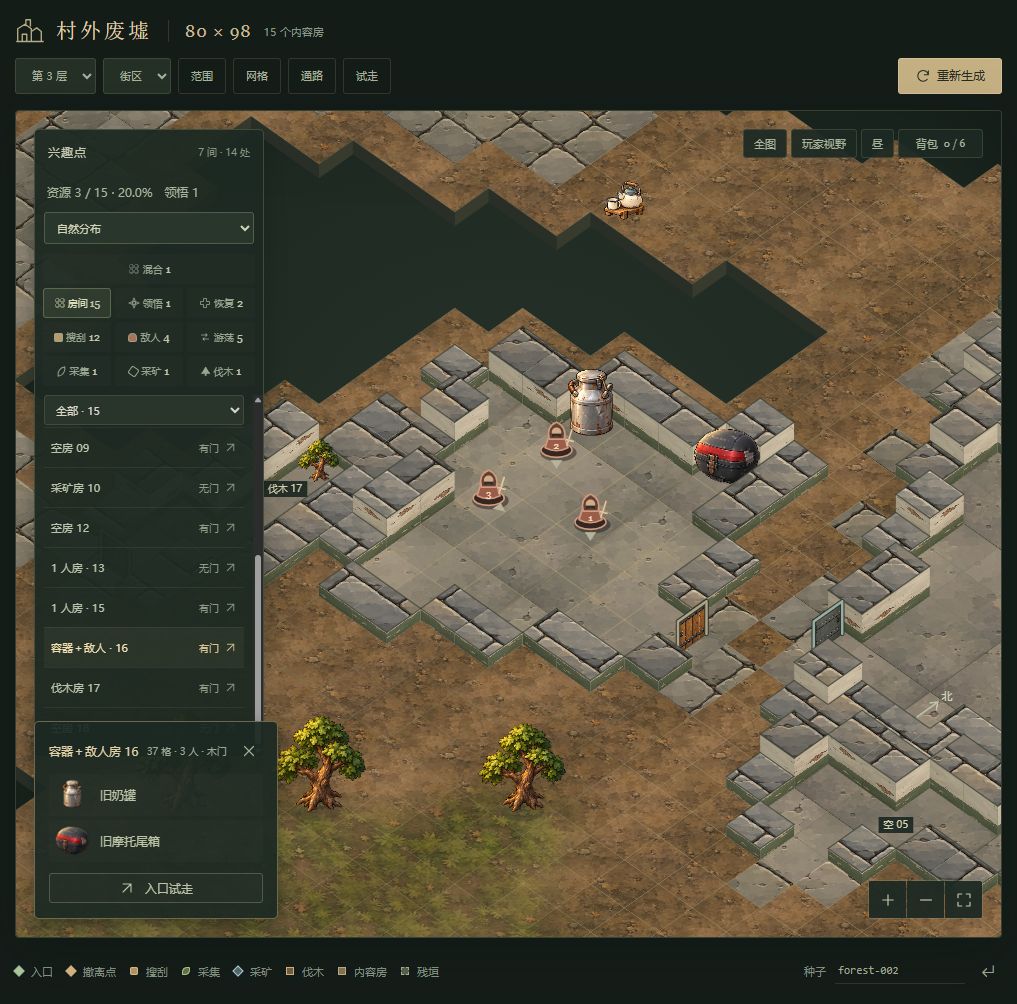 村外废墟 80 × 98 15 个内容房
第 3 层 街区 范围 网格 通路 试走 重新生成
兴趣点 7 间 · 14 处
全图 玩家视野 昼 背包 0 / 6
资源 3 / 15 · 20.0% 领悟 1
自然分布
混合 1
房间 15 领悟 1 恢复 2
搜刮 12 敌人 4 游荡 5
采集 1 采矿 1 伐木 1
全部 · 15
空房 09 有门
采矿房 10 无门
空房 12 有门
1 人房 · 13 无门
1 人房 · 15 有门
容器 + 敌人 · 16 有门
伐木房 17 有门
空房 18 无门
伐木 17
2
3
1
北
空 05
容器 + 敌人房 16 37 格 · 3 人 · 木门
旧奶罐
旧摩托尾箱
入口试走
入口 撤离点 搜刮 采集 采矿 伐木 内容房 残垣
种子 forest-002